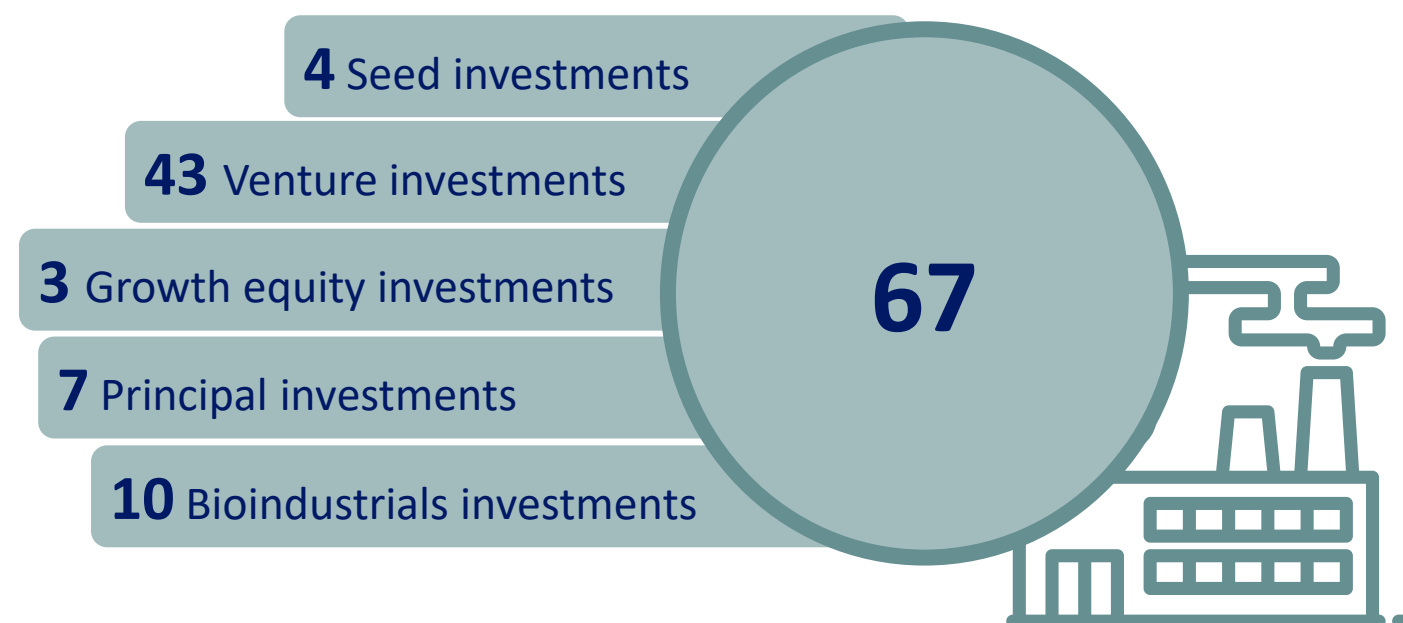 4 Seed investments
43 Venture investments
3 Growth equity investments
67
7 Principal investments
10 Bioindustrials investments